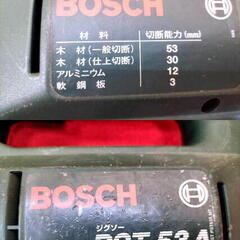 BOSCH
材料 切断能力(mm)
木材(一般切断) 53
木材(仕上切断) 30
アルミニウム 12
軟鋼板 3
BOSCH
ジグソー
PST 53 A